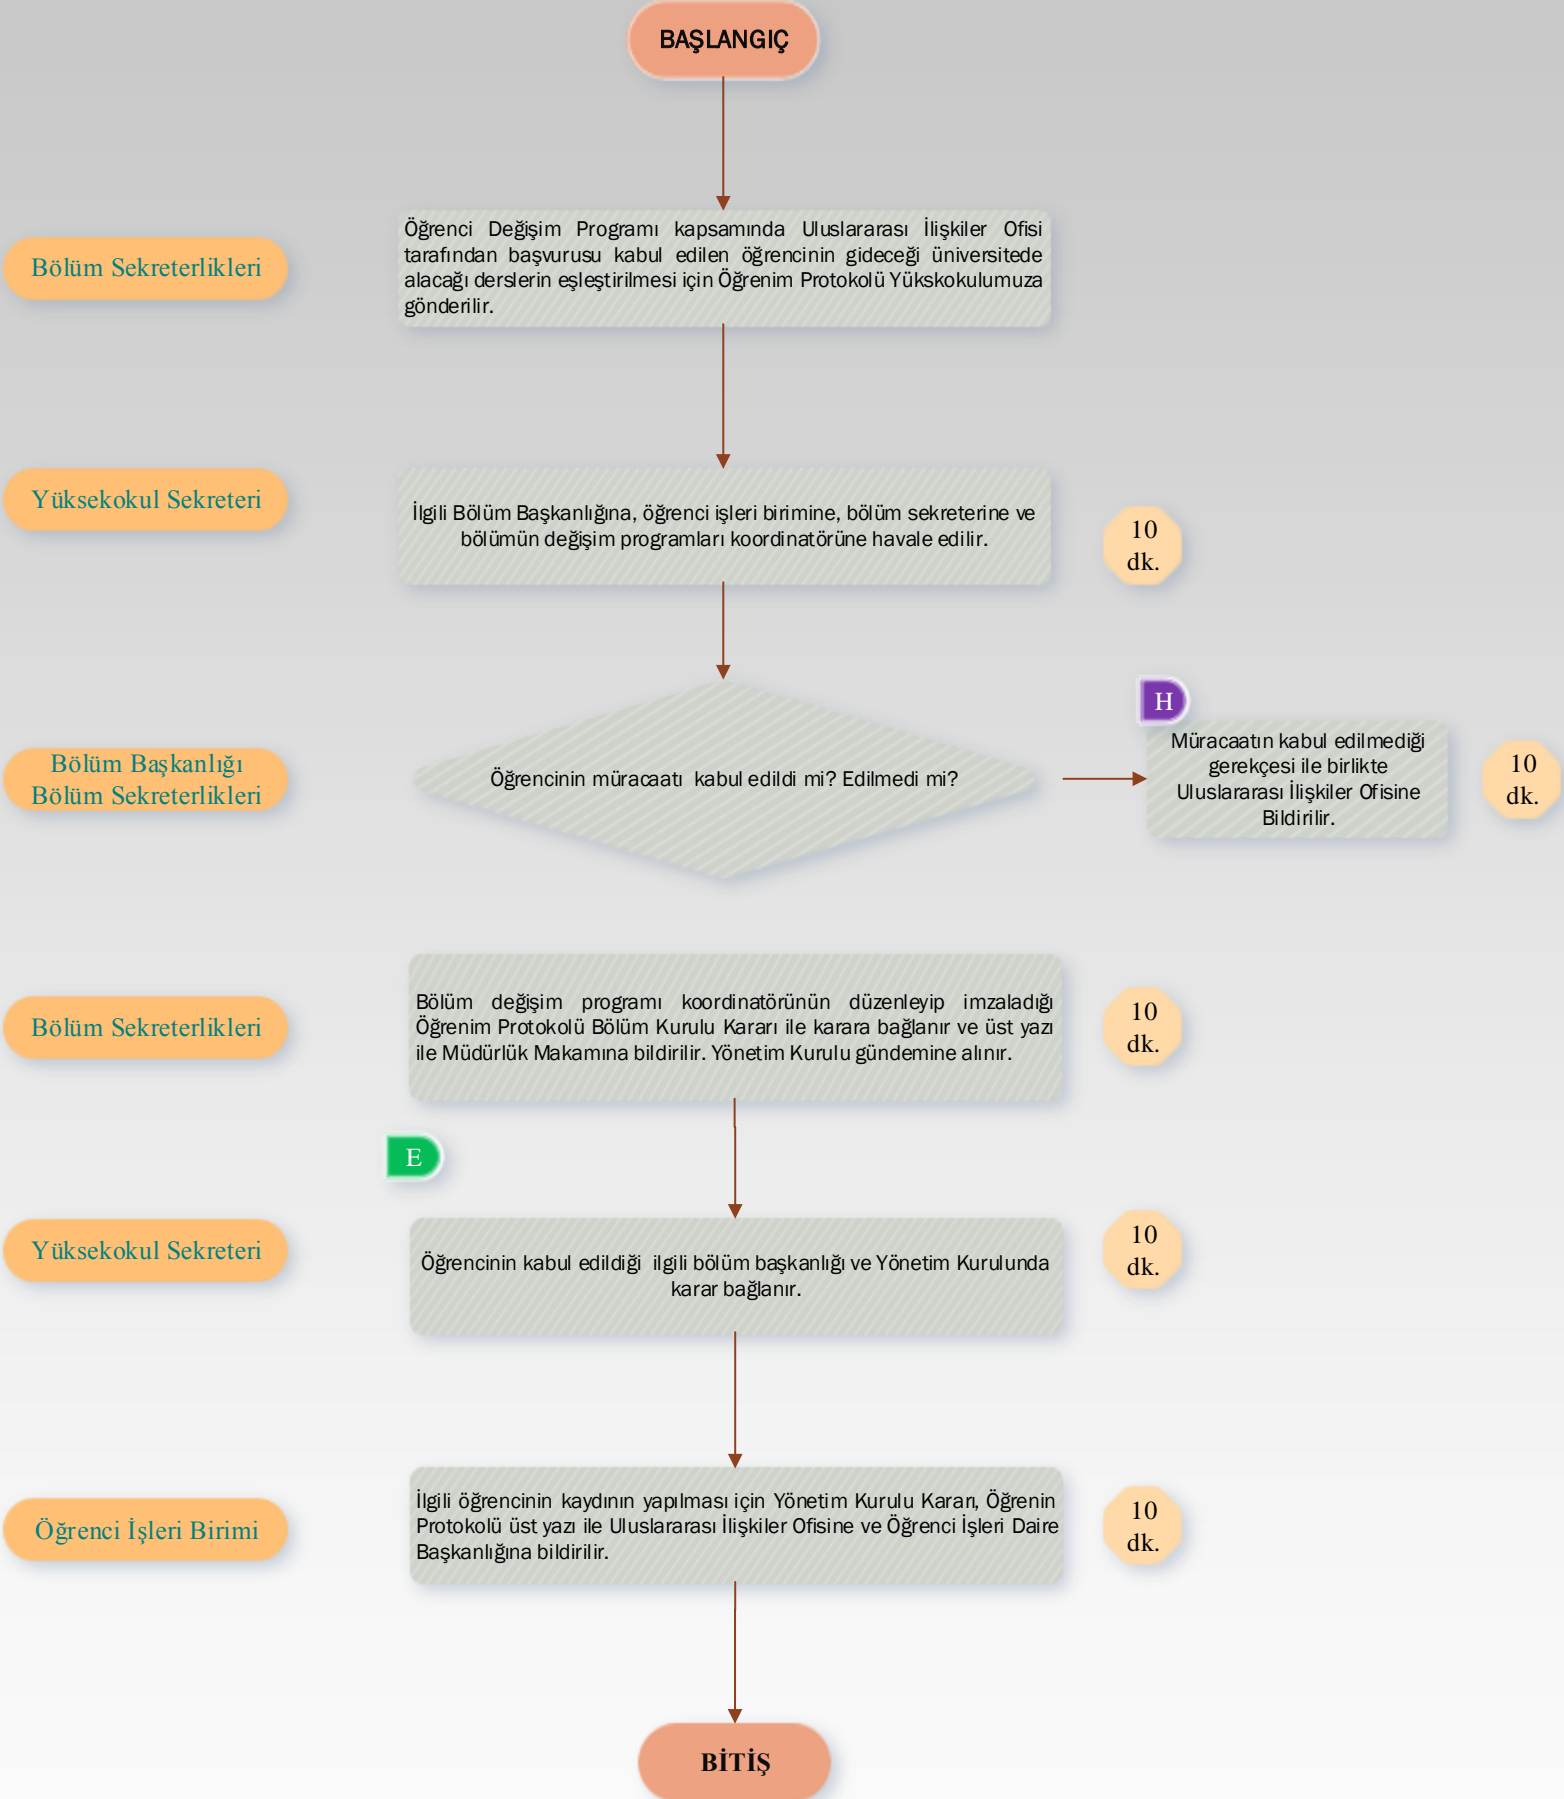 BAŞLANGIÇ
Bölüm Sekreterlikleri
Öğrenci Değişim Programı kapsamında Uluslararası İlişkiler Ofisi
tarafından başvurusu kabul edilen öğrencinin gideceği üniversitede
alacağı derslerin eşleştirilmesi için Öğrenim Protokolü Yükskokulumuza
gönderilir.
Yüksekokul Sekreteri
İlgili Bölüm Başkanlığına, öğrenci işleri birimine, bölüm sekreterine ve
bölümün değişim programları koordinatörüne havale edilir.
10
dk.
Bölüm Başkanlığı
Bölüm Sekreterlikleri
Öğrencinin müracaatı kabul edildi mi? Edilmedi mi?
H
Müracaatın kabul edilmediği
gerekçesi ile birlikte
Uluslararası İlişkiler Ofisine
Bildirilir.
10
dk.
Bölüm Sekreterlikleri
Bölüm değişim programı koordinatörünün düzenleyip imzaladığı
Öğrenim Protokolü Bölüm Kurulu Kararı ile karara bağlanır ve üst yazı
ile Müdürlük Makamına bildirilir. Yönetim Kurulu gündemine alınır.
10
dk.
E
Yüksekokul Sekreteri
Öğrencinin kabul edildiği ilgili bölüm başkanlığı ve Yönetim Kurulunda
karar bağlanır.
10
dk.
Öğrenci İşleri Birimi
İlgili öğrencinin kaydının yapılması için Yönetim Kurulu Kararı, Öğrenin
Protokolü üst yazı ile Uluslararası İlişkiler Ofisine ve Öğrenci İşleri Daire
Başkanlığına bildirilir.
10
dk.
BİTİŞ